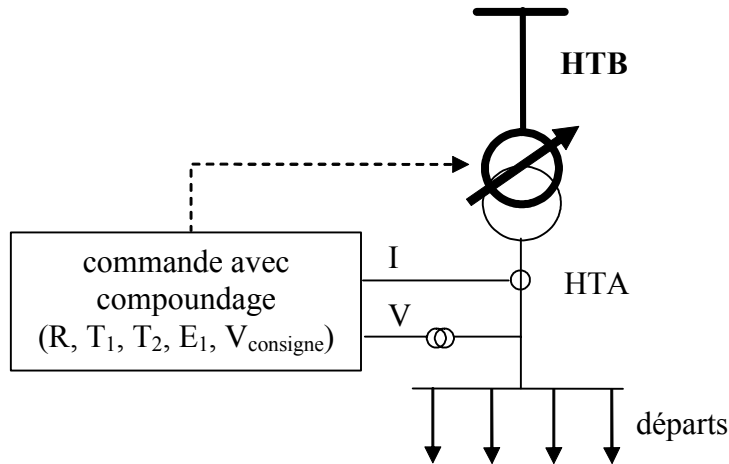 HTB
commande avec
compoundage
(R, T₁, T₂, E₁, Vconsigne)
I
HTA
V
départs